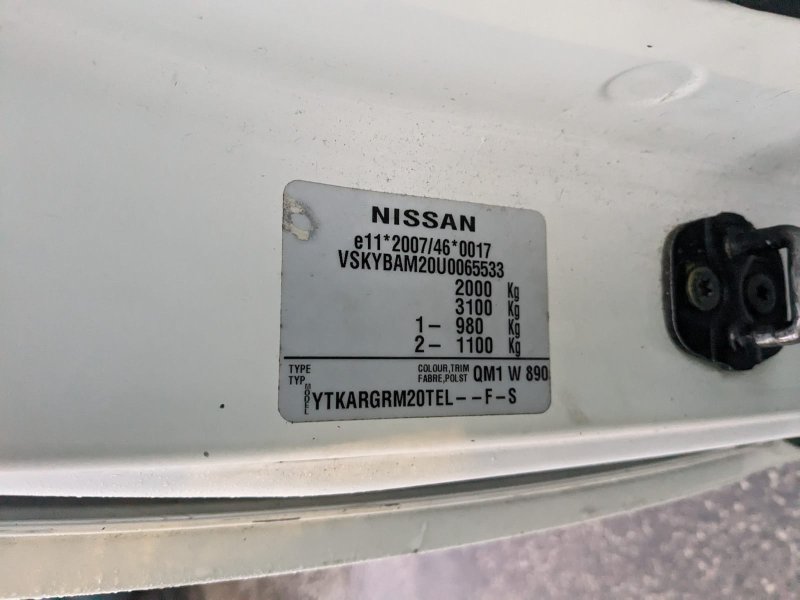 NISSAN
e11*2007/46*0017
VSKYBAM20U0065533
2000 Kg
3100 Kg
1- 980 Kg
2- 1100 Kg
TYPE COLOUR,TRIM QM1 W 890
TYP FABRE,POLST
MODEL YTKARGRM20TEL--F-S